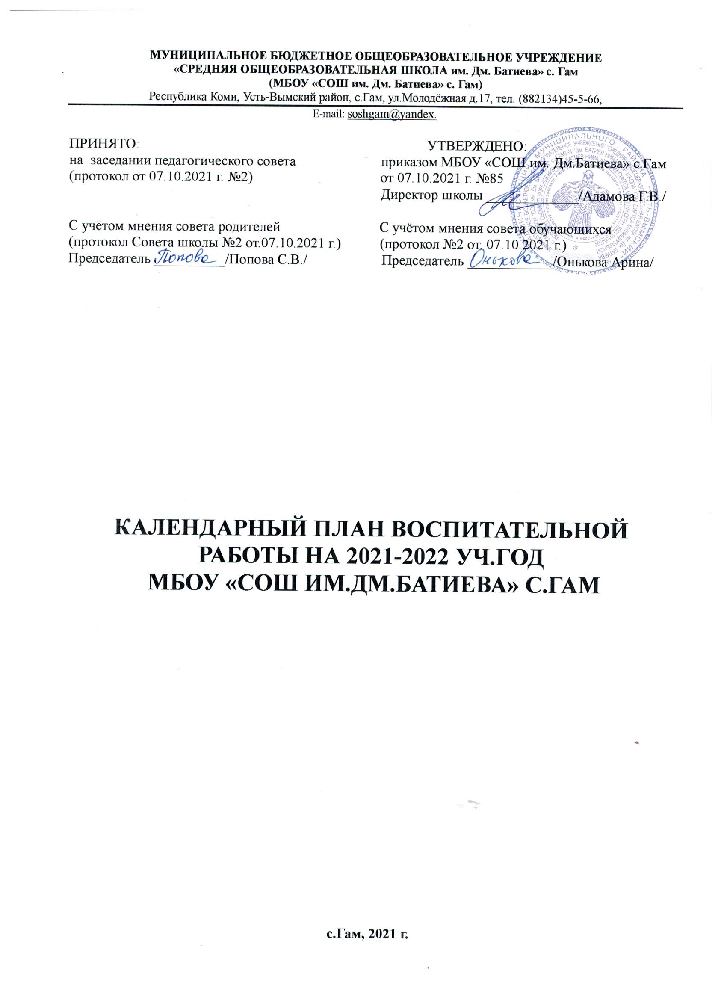 МУНИЦИПАЛЬНОЕ БЮДЖЕТНОЕ ОБЩЕОБРАЗОВАТЕЛЬНОЕ УЧРЕЖДЕНИЕ
«СРЕДНЯЯ ОБЩЕОБРАЗОВАТЕЛЬНАЯ ШКОЛА им. Дм. Батиева» с. Гам
(МБОУ «СОШ им. Дм. Батиева» с. Гам)
Республика Коми, Усть-Вымский район, с.Гам, ул.Молодёжная д.17, тел. (882134)45-5-66,
E-mail: soshgam@yandex.
ПРИНЯТО:
на заседании педагогического совета
(протокол от 07.10.2021 г. №2)
УТВЕРЖДЕНО:
приказом МБОУ «СОШ им. Дм.Батиева» с.Гам
от 07.10.2021 г. №85
Директор школы ______________/Адамова Г.В./
С учётом мнения совета родителей
(протокол Совета школы №2 от.07.10.2021 г.)
Председатель Попова /Попова С.В./
С учётом мнения совета обучающихся
(протокол №2 от. 07.10.2021 г.)
Председатель Онькова /Онькова Арина/
КАЛЕНДАРНЫЙ ПЛАН ВОСПИТАТЕЛЬНОЙ
РАБОТЫ НА 2021-2022 УЧ.ГОД
МБОУ «СОШ ИМ.ДМ.БАТИЕВА» С.ГАМ
с.Гам, 2021 г.